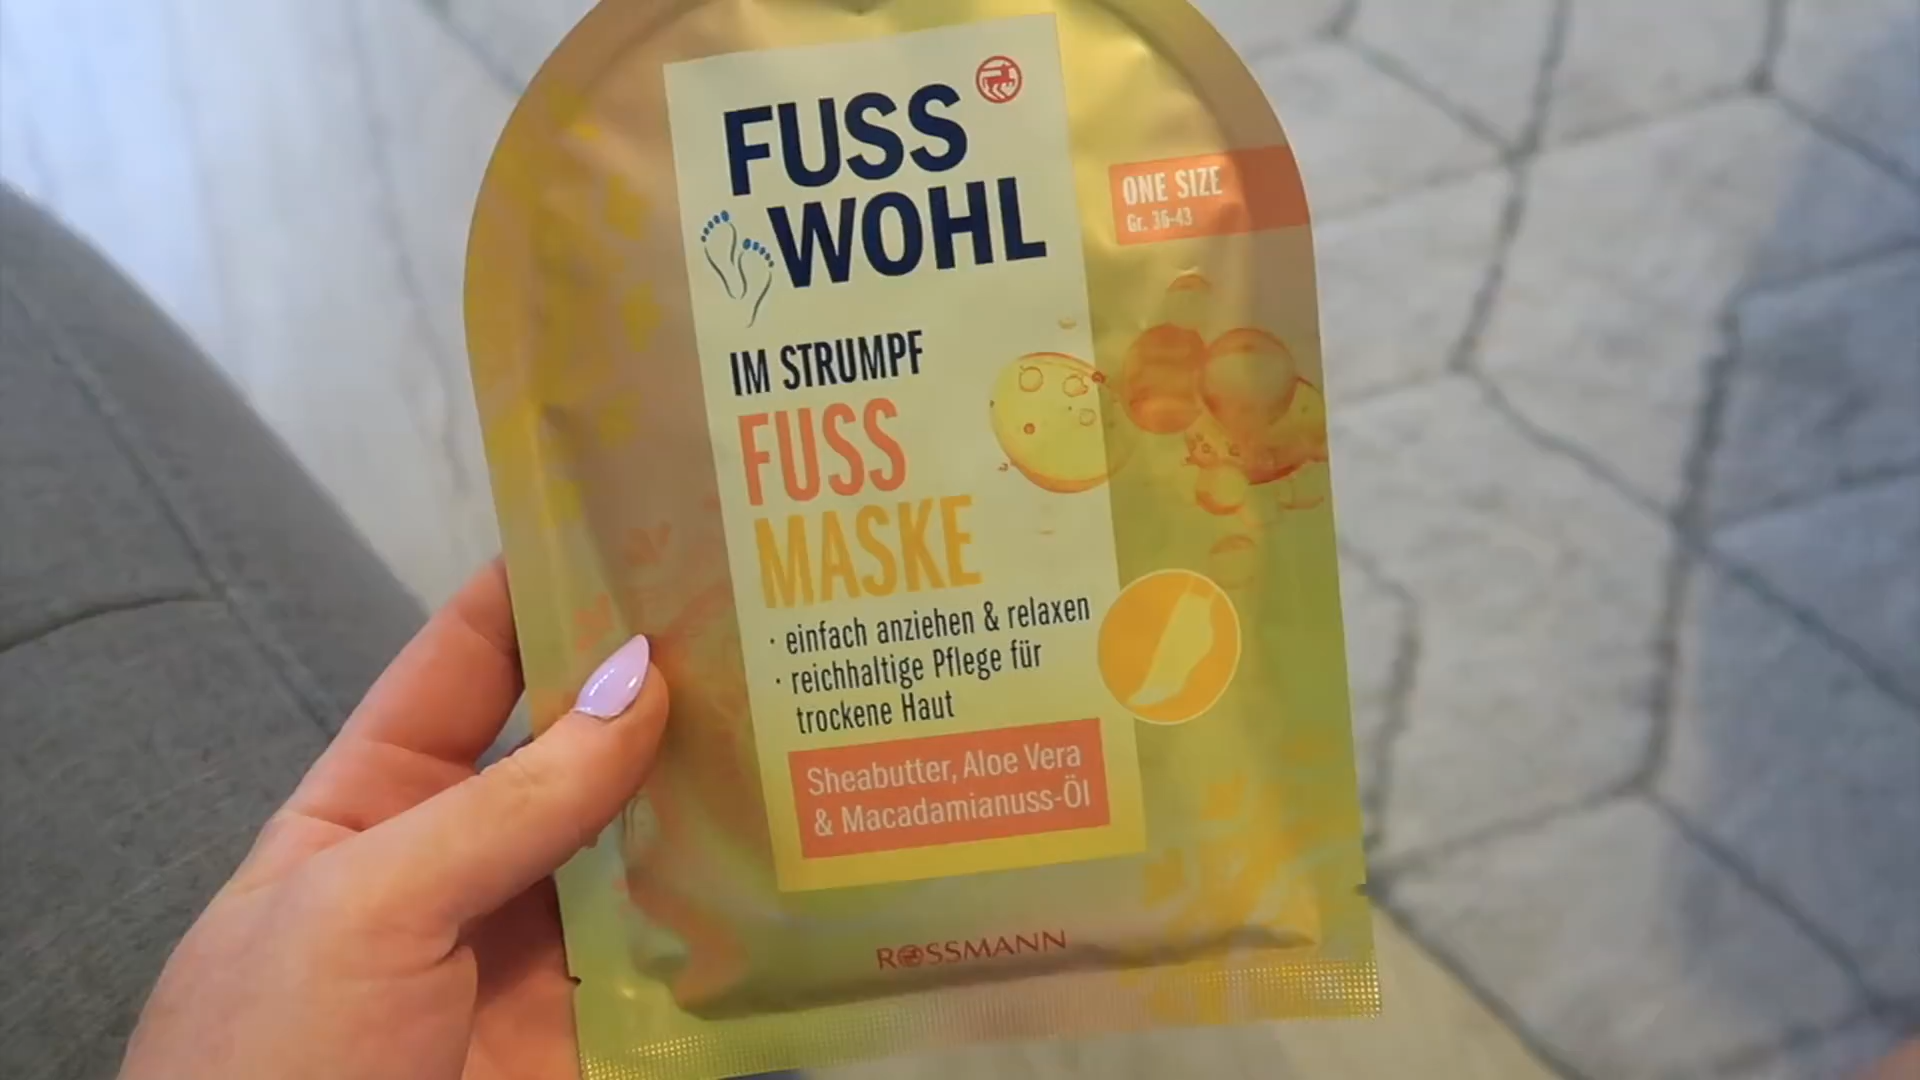 FUSS
WOHL
ONE SIZE
Gr. 36-43
IM STRUMPF
FUSS
MASKE
· einfach anziehen & relaxen
· reichhaltige Pflege für
trockene Haut
Sheabutter, Aloe Vera
& Macadamianuss-Öl
ROSSMANN